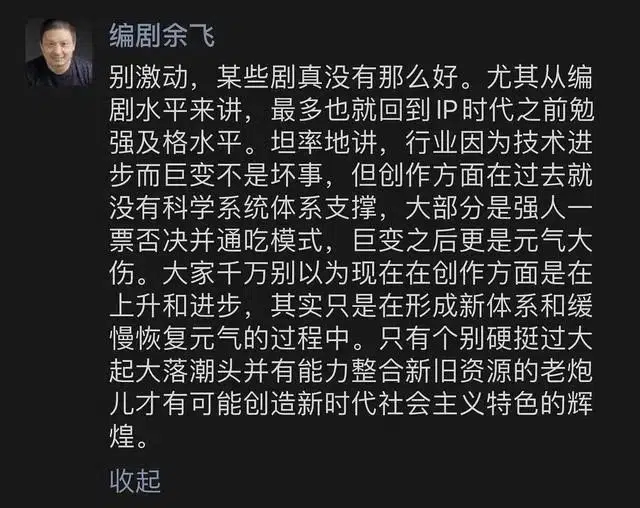 编剧余飞
别激动，某些剧真没有那么好。尤其从编
剧水平来讲，最多也就回到IP时代之前勉
强及格水平。坦率地讲，行业因为技术进
步而巨变不是坏事，但创作方面在过去就
没有科学系统体系支撑，大部分是强人一
票否决并通吃模式，巨变之后更是元气大
伤。大家千万别以为现在在创作方面是在
上升和进步，其实只是在形成新体系和缓
慢恢复元气的过程中。只有个别硬挺过大
起大落潮头并有能力整合新旧资源的老炮
儿才有可能创造新时代社会主义特色的辉
煌。
收起